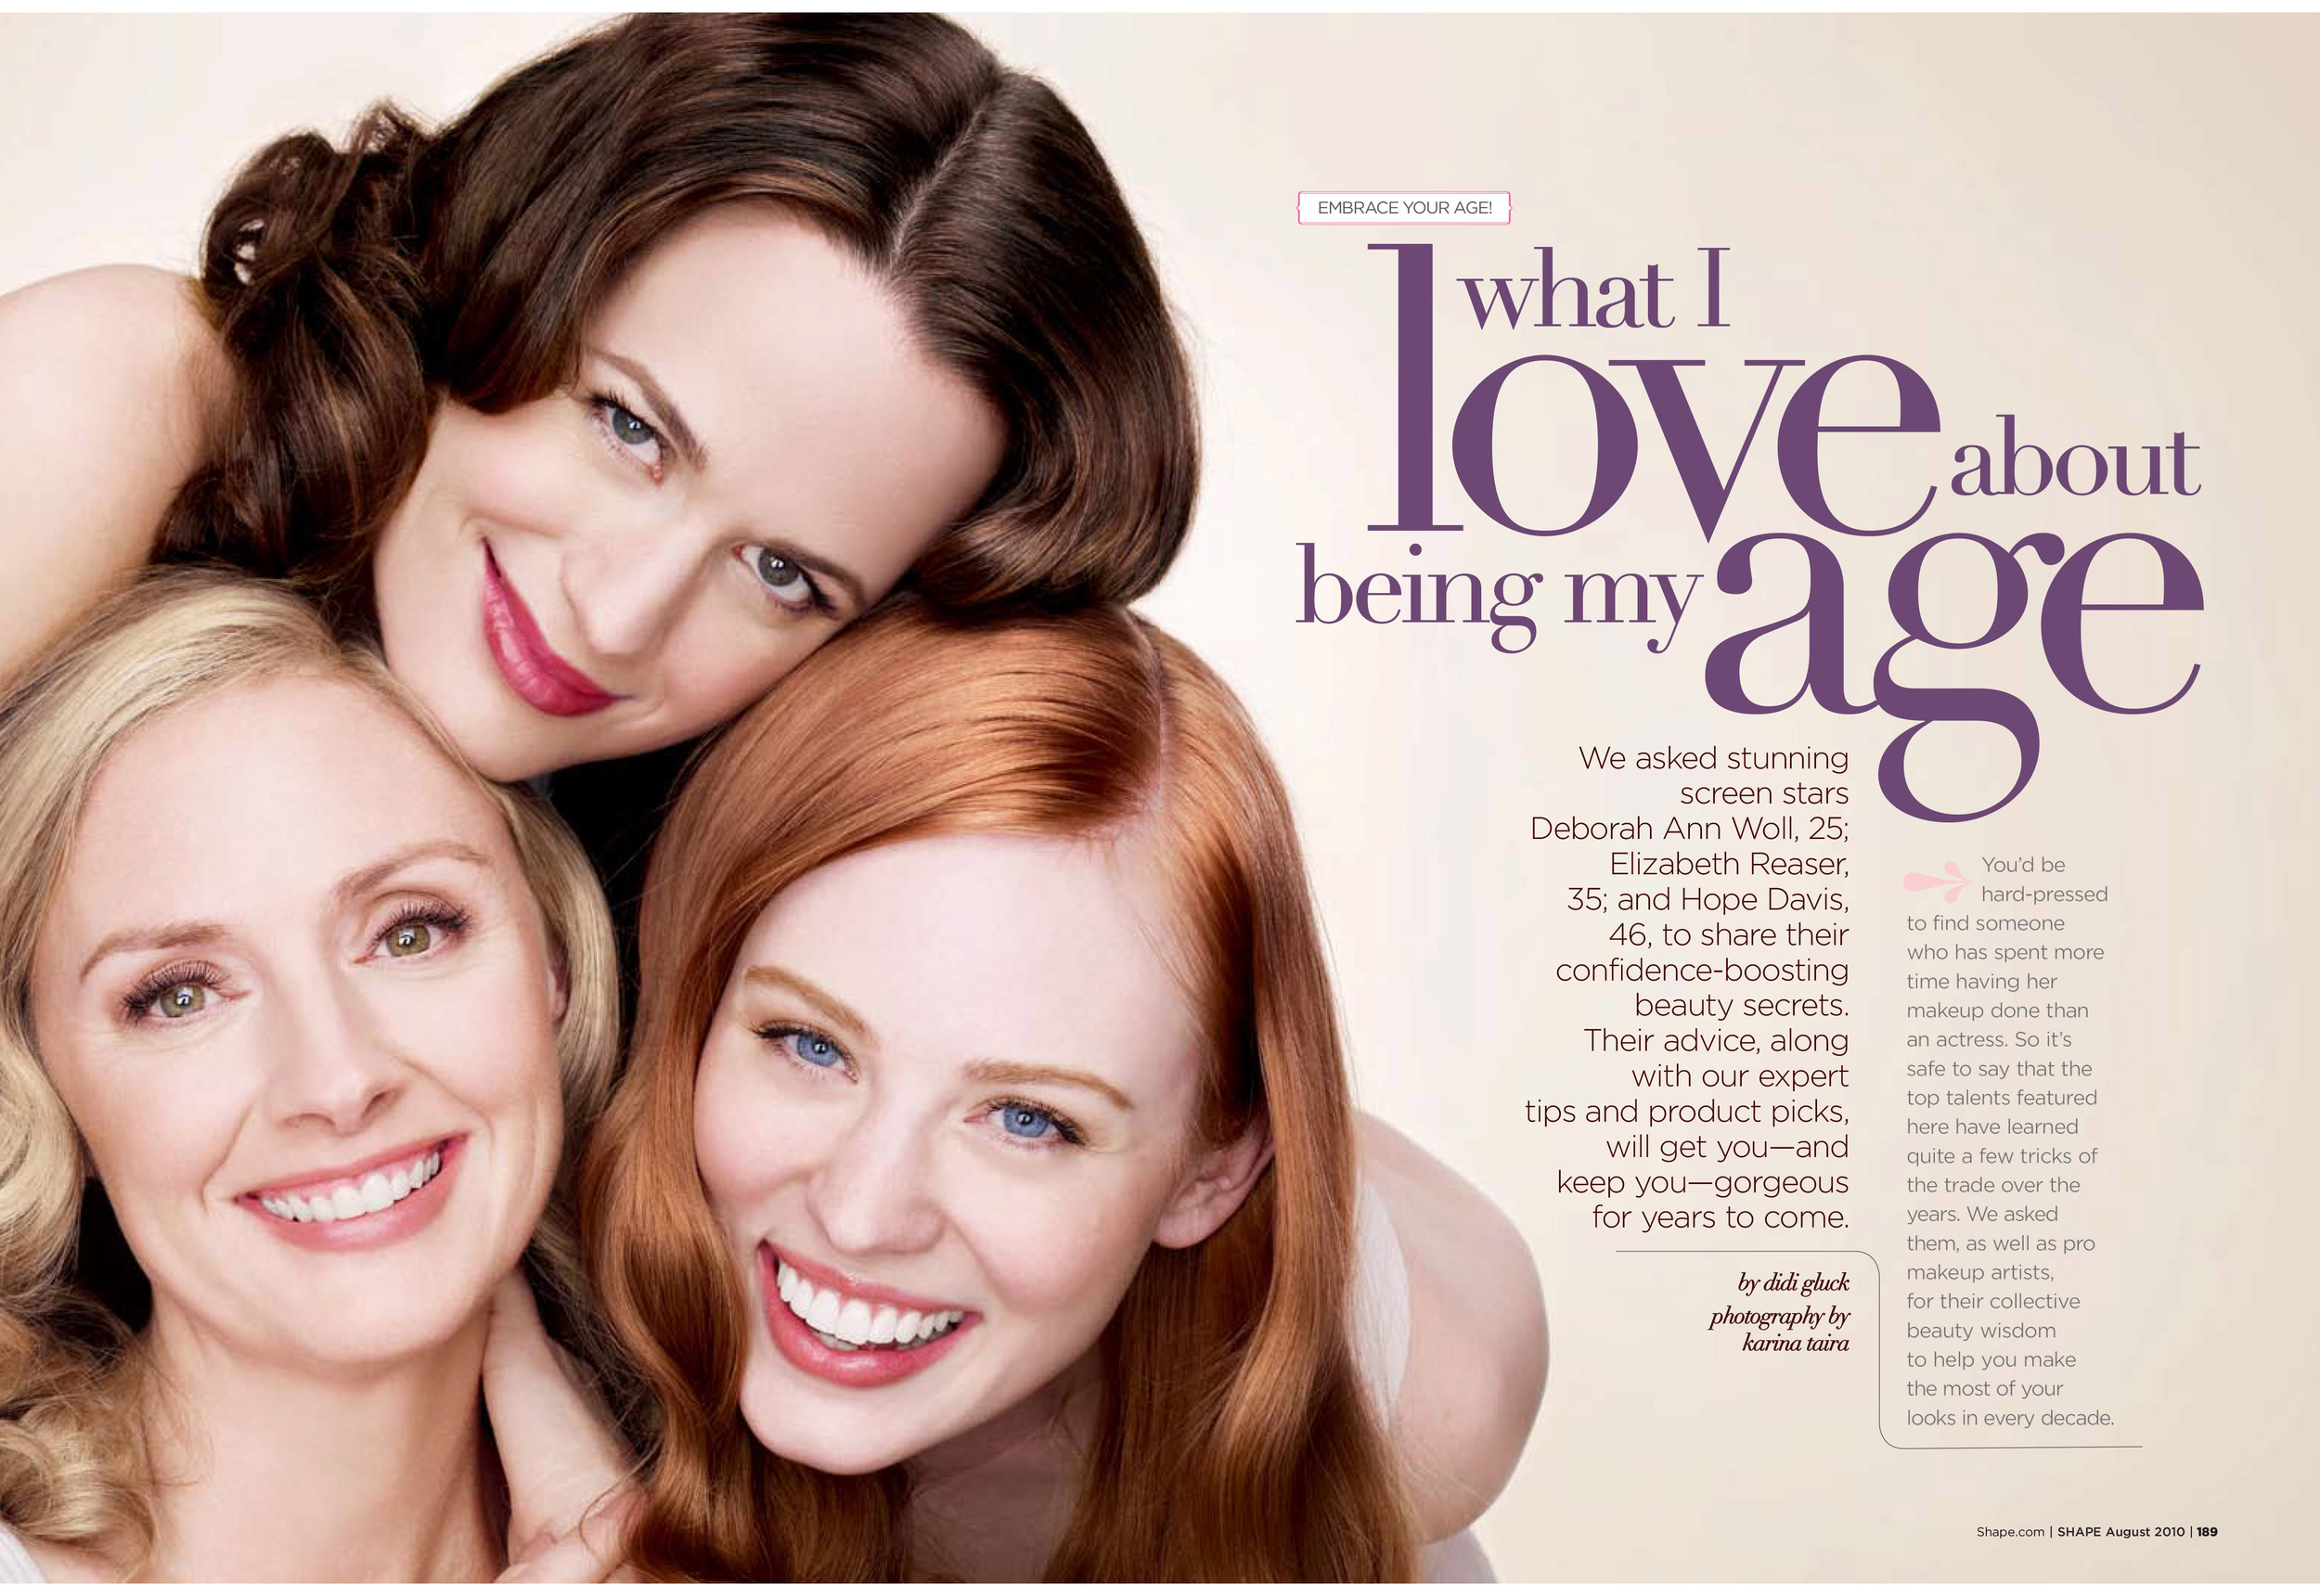 EMBRACE YOUR AGE!
what I
love about
being my age
We asked stunning
screen stars
Deborah Ann Woll, 25;
Elizabeth Reaser,
35; and Hope Davis,
46, to share their
confidence-boosting
beauty secrets.
Their advice, along
with our expert
tips and product picks,
will get you—and
keep you—gorgeous
for years to come.
by didi gluck
photography by
karina taira
You’d be
hard-pressed
to find someone
who has spent more
time having her
makeup done than
an actress. So it’s
safe to say that the
top talents featured
here have learned
quite a few tricks of
the trade over the
years. We asked
them, as well as pro
makeup artists,
for their collective
beauty wisdom
to help you make
the most of your
looks in every decade.
Shape.com | SHAPE August 2010 | 189